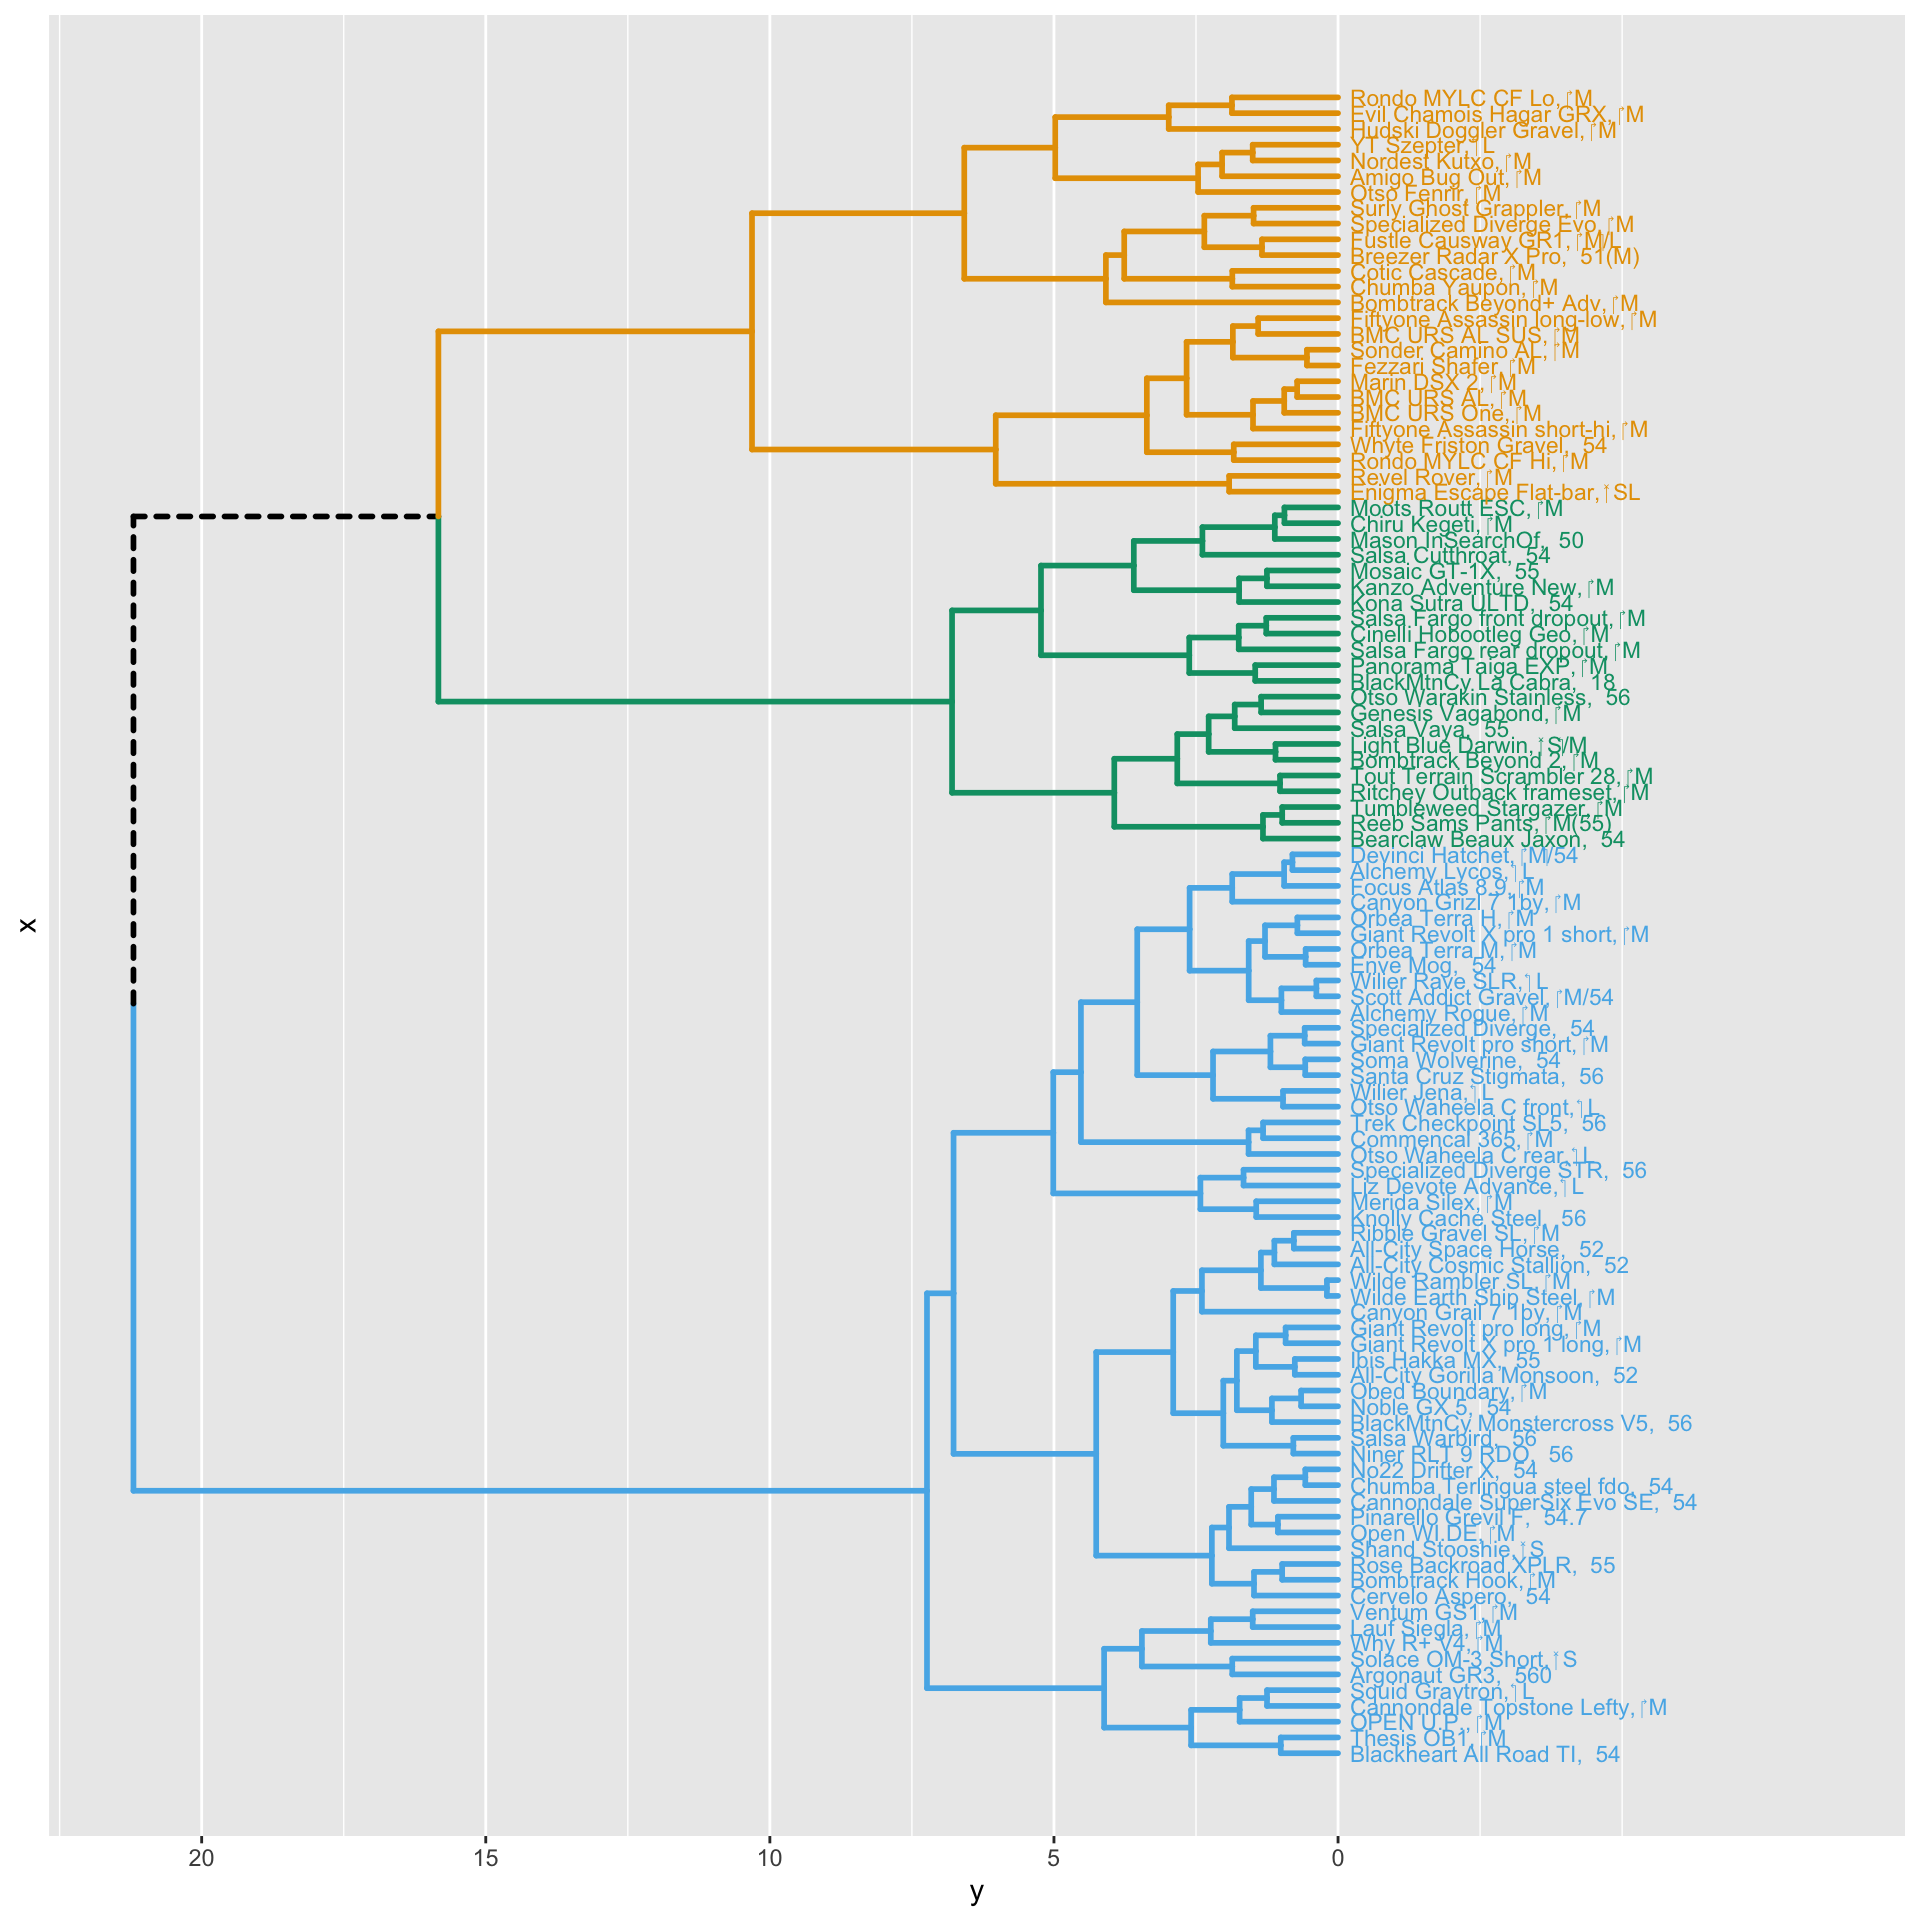 Rondo MYLC CF Lo, ↱M
Evil Chamois Hagar GRX, ↱M
Hudski Doggler Gravel, ↱M
YT Szepter, ↰L
Nordest Kutxo, ↱M
Amigo Bug Out, ↱M
Otso Fenrir, ↱M
Surly Ghost Grappler, ↱M
Specialized Diverge Evo, ↱M
Fustle Causway GR1, ↱M/L
Breezer Radar X Pro, 51(M)
Cotic Cascade, ↱M
Chumba Yaupon, ↱M
Bombtrack Beyond+ Adv, ↱M
Fiftyone Assassin long-low, ↱M
BMC URS AL SUS, ↱M
Sonder Camino AL, ↱M
Fezzari Shafer, ↱M
Marin DSX 2, ↱M
BMC URS AL, ↱M
BMC URS One, ↱M
Fiftyone Assassin short-hi, ↱M
Whyte Friston Gravel, 54
Rondo MYLC CF Hi, ↱M
Revel Rover, ↱M
Enigma Escape Flat-bar, ↑SL
Moots Routt ESC, ↱M
Chiru Kegeti, ↱M
Mason InSearchOf, 50
Salsa Cutthroat, 54
Mosaic GT-1X, 55
Kanzo Adventure New, ↱M
Kona Sutra ULTD, 54
Salsa Fargo front dropout, ↱M
Cinelli Hobootleg Geo, ↱M
Salsa Fargo rear dropout, ↱M
Panorama Taiga EXP, ↱M
BlackMtnCy La Cabra, 18
Otso Warakin Stainless, 56
Genesis Vagabond, ↱M
Salsa Vaya, 55
Light Blue Darwin, ↑S/M
Bombtrack Beyond 2, ↱M
Tout Terrain Scrambler 28, ↱M
Ritchey Outback frameset, ↱M
Tumbleweed Stargazer, ↱M
Reeb Sams Pants, ↱M(55)
Bearclaw Beaux Jaxon, 54
Devinci Hatchet, ↱M/54
Alchemy Lycos, ↰L
Focus Atlas 8.9, ↱M
Canyon Grizl 7 1by, ↱M
Orbea Terra H, ↱M
Giant Revolt X pro 1 short, ↱M
Orbea Terra M, ↱M
Enve Mog, 54
Wilier Rave SLR, ↰L
Scott Addict Gravel, ↱M/54
Alchemy Rogue, ↱M
Specialized Diverge, 54
Giant Revolt pro short, ↱M
Soma Wolverine, 54
Santa Cruz Stigmata, 56
Wilier Jena, ↰L
Otso Waheela C front, ↰L
Trek Checkpoint SL5, 56
Commencal 365, ↱M
Otso Waheela C rear, ↰L
Specialized Diverge STR, 56
Liz Devote Advance, ↰L
Merida Silex, ↱M
Knolly Cache Steel, 56
Ribble Gravel SL, ↱M
All-City Space Horse, 52
All-City Cosmic Stallion, 52
Wilde Rambler SL, ↱M
Wilde Earth Ship Steel, ↱M
Canyon Grail 7 1by, ↱M
Giant Revolt pro long, ↱M
Giant Revolt X pro 1 long, ↱M
Ibis Hakka MX, 55
All-City Gorilla Monsoon, 52
Obed Boundary, ↱M
Noble GX 5, 54
BlackMtnCy Monstercross V5, 56
Salsa Warbird, 56
Niner RLT 9 RDO, 56
No22 Drifter X, 54
Chumba Terlingua steel fdo, 54
Cannondale SuperSix Evo SE, 54
Pinarello Grevil F, 54.7
Open WI.DE, ↱M
Shand Stooshie, ↑S
Rose Backroad XPLR, 55
Bombtrack Hook, ↱M
Cervelo Aspero, 54
Ventum GS1, ↱M
Lauf Siegla, ↱M
Why R+ V4, ↱M
Solace OM-3 Short, ↑S
Argonaut GR3, 560
Squid Gravtron, ↰L
Cannondale Topstone Lefty, ↱M
OPEN U.P., ↱M
Thesis OB1, ↱M
Blackheart All Road TI, 54
x
20 15 10 5 0
y